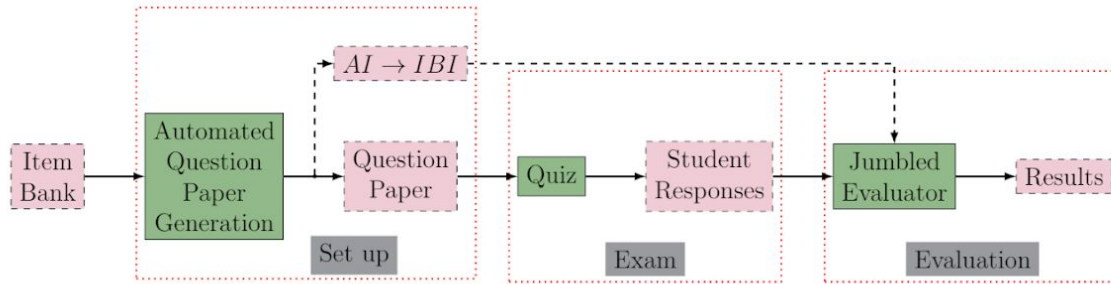 AI → IBI
Item
Bank
Automated
Question
Paper
Generation
Question
Paper
Quiz
Student
Responses
Jumbled
Evaluator
Results
Set up
Exam
Evaluation